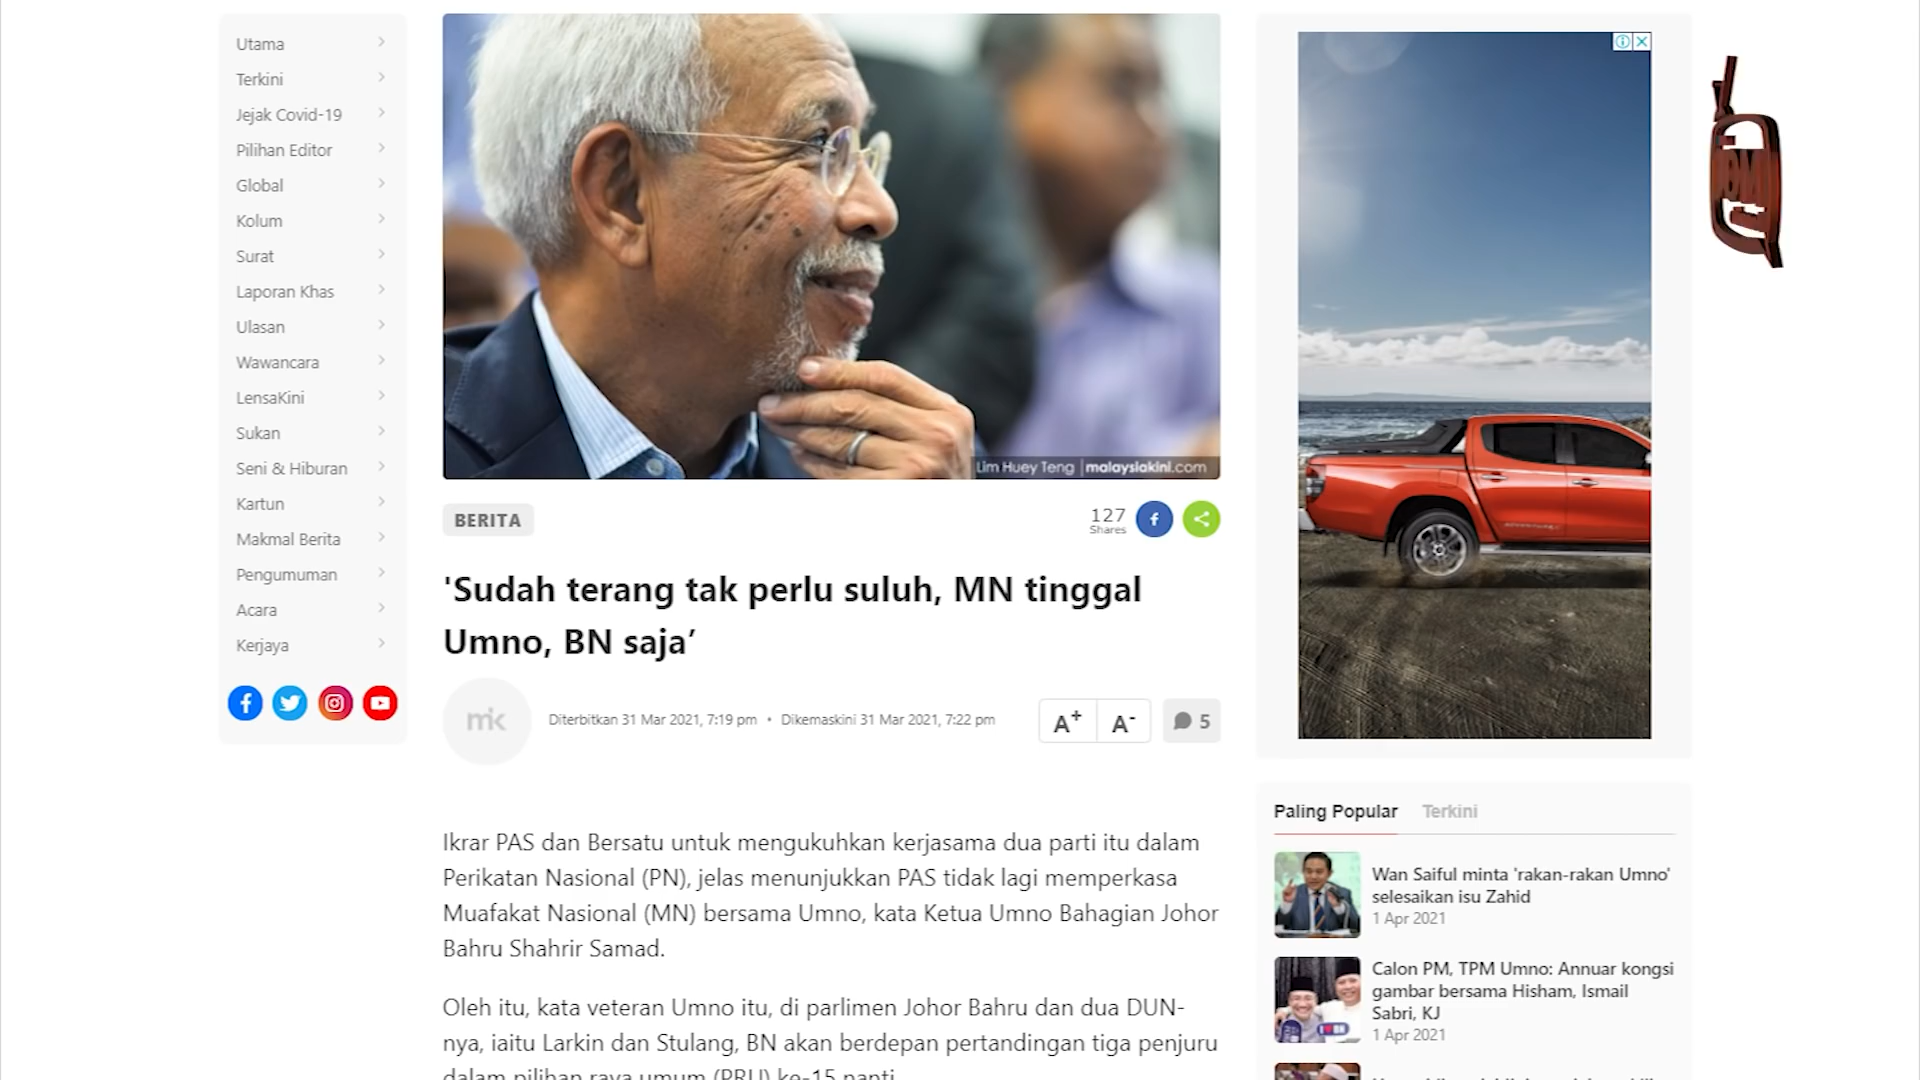 Utama
Terkini
Jejak Covid-19
Pilihan Editor
Global
Kolum
Surat
Laporan Khas
Ulasan
Wawancara
LensaKini
Sukan
Seni & Hiburan
Kartun
Makmal Berita
Pengumuman
Acara
Kerjaya
Lim Huey Teng | malaysiakini.com
BERITA
127
Shares
'Sudah terang tak perlu suluh, MN tinggal
Umno, BN saja’
mk
Diterbitkan 31 Mar 2021, 7:19 pm • Dikemaskini 31 Mar 2021, 7:22 pm
A+ A-
5
Ikrar PAS dan Bersatu untuk mengukuhkan kerjasama dua parti itu dalam
Perikatan Nasional (PN), jelas menunjukkan PAS tidak lagi memperkasa
Muafakat Nasional (MN) bersama Umno, kata Ketua Umno Bahagian Johor
Bahru Shahrir Samad.
Oleh itu, kata veteran Umno itu, di parlimen Johor Bahru dan dua DUN-
nya, iaitu Larkin dan Stulang, BN akan berdepan pertandingan tiga penjuru
dalam pilihan raya umum (PRU) ke-15 nanti.
Paling Popular Terkini
Wan Saiful minta 'rakan-rakan Umno'
selesaikan isu Zahid
1 Apr 2021
Calon PM, TPM Umno: Annuar kongsi
gambar bersama Hisham, Ismail
Sabri, KJ
1 Apr 2021